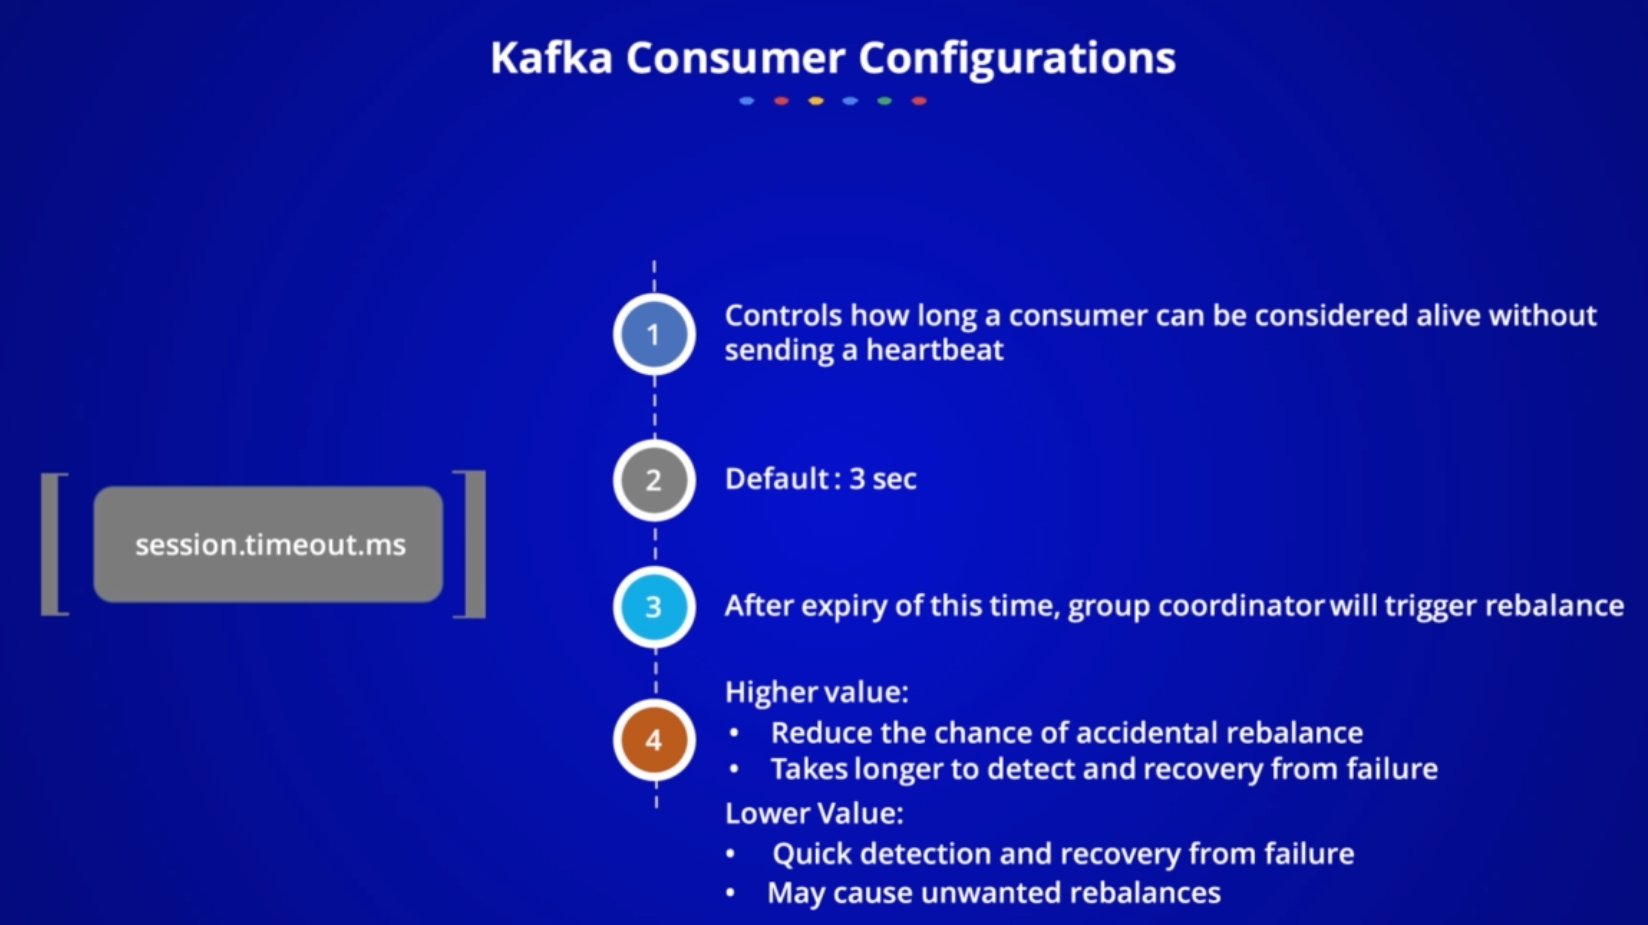 Kafka Consumer Configurations
session.timeout.ms
1
Controls how long a consumer can be considered alive without
sending a heartbeat
2
Default : 3 sec
3
After expiry of this time, group coordinator will trigger rebalance
4
Higher value:
• Reduce the chance of accidental rebalance
• Takes longer to detect and recovery from failure
Lower Value:
• Quick detection and recovery from failure
• May cause unwanted rebalances